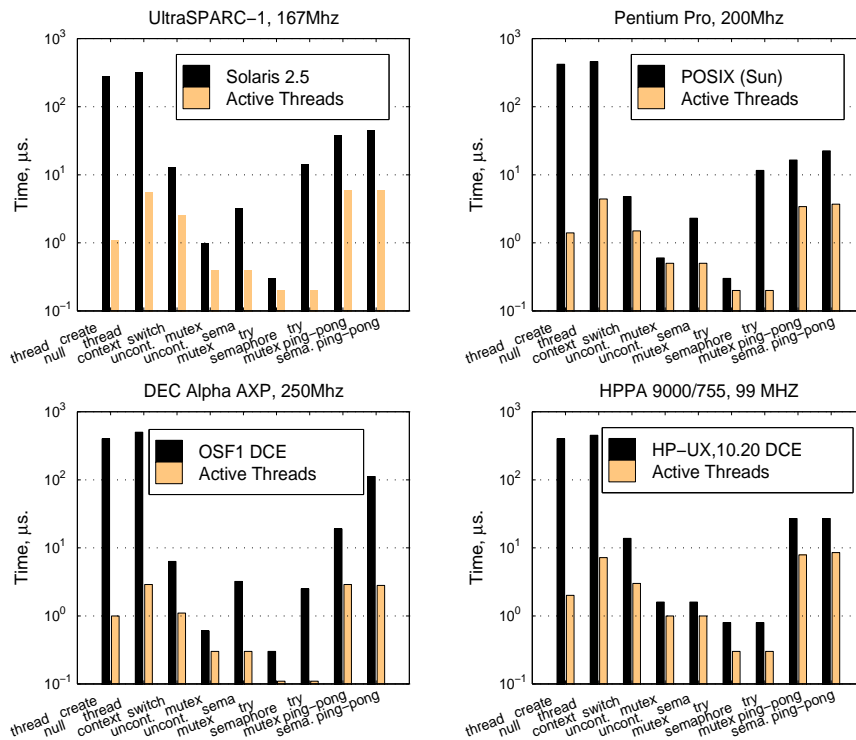 UltraSPARC−1, 167Mhz
10³
10²
10¹
10⁰
10⁻¹
Time, µs.
Solaris 2.5
Active Threads
thread create
null thread
context switch
uncont. mutex
uncont. sema
mutex try
semaphore try
mutex ping−pong
sema. ping−pong
Pentium Pro, 200Mhz
10³
10²
10¹
10⁰
10⁻¹
Time, µs.
POSIX (Sun)
Active Threads
thread create
null thread
context switch
uncont. mutex
uncont. sema
mutex try
semaphore try
mutex ping−pong
sema. ping−pong
DEC Alpha AXP, 250Mhz
10³
10²
10¹
10⁰
10⁻¹
Time, µs.
OSF1 DCE
Active Threads
thread create
null thread
context switch
uncont. mutex
uncont. sema
mutex try
semaphore try
mutex ping−pong
sema. ping−pong
HPPA 9000/755, 99 MHZ
10³
10²
10¹
10⁰
10⁻¹
Time, µs.
HP−UX,10.20 DCE
Active Threads
thread create
null thread
context switch
uncont. mutex
uncont. sema
mutex try
semaphore try
mutex ping−pong
sema. ping−pong